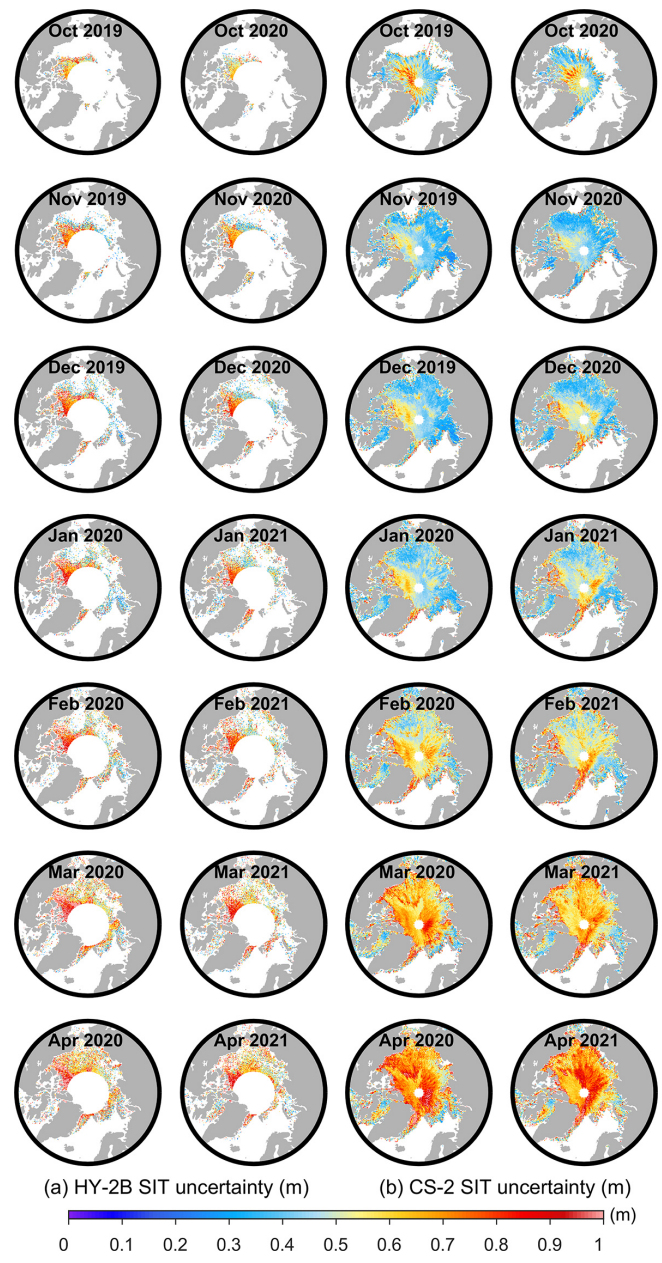 Oct 2019 Oct 2020 Oct 2019 Oct 2020
Nov 2019 Nov 2020 Nov 2019 Nov 2020
Dec 2019 Dec 2020 Dec 2019 Dec 2020
Jan 2020 Jan 2021 Jan 2020 Jan 2021
Feb 2020 Feb 2021 Feb 2020 Feb 2021
Mar 2020 Mar 2021 Mar 2020 Mar 2021
Apr 2020 Apr 2021 Apr 2020 Apr 2021
(a) HY-2B SIT uncertainty (m) (b) CS-2 SIT uncertainty (m)
(m)
0 0.1 0.2 0.3 0.4 0.5 0.6 0.7 0.8 0.9 1